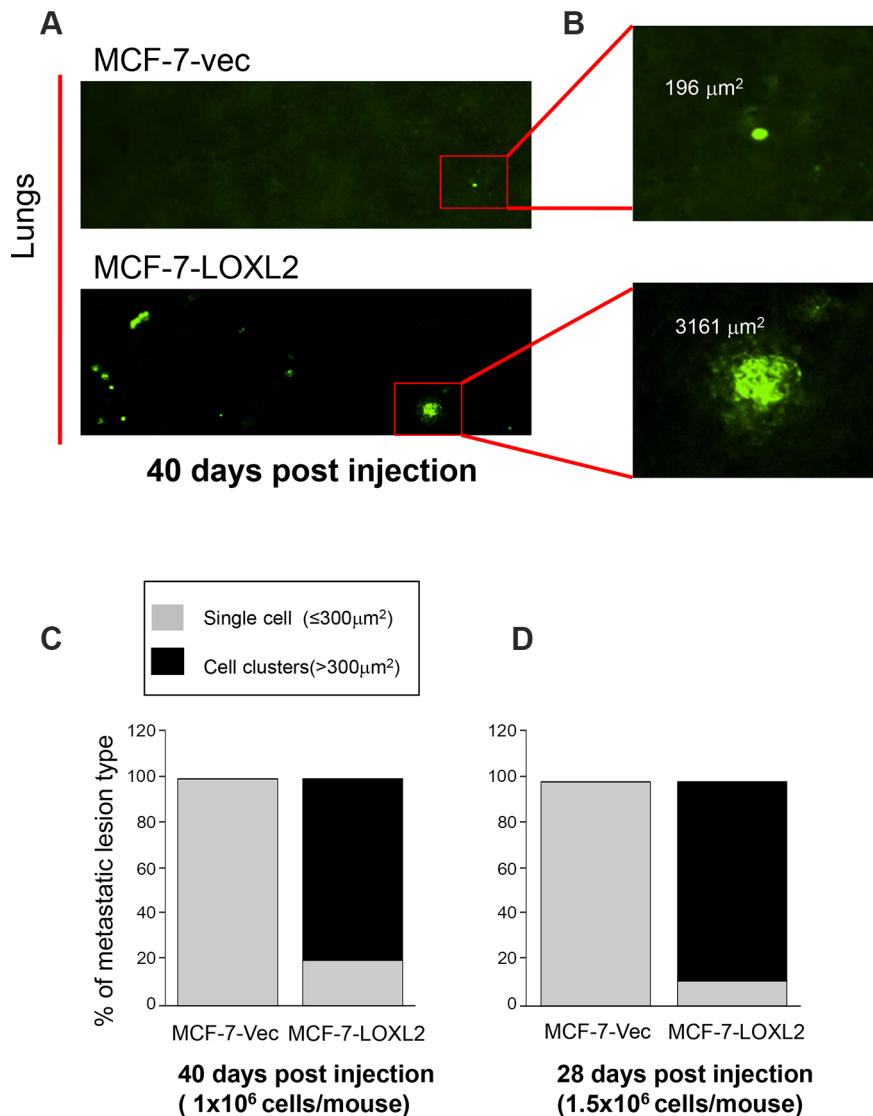 A
B
MCF-7-vec
196 μm²
Lungs
MCF-7-LOXL2
3161 μm²
40 days post injection
C
D
Single cell (≤300μm²)
Cell clusters(>300μm²)
% of metastatic lesion type
120
100
80
60
40
20
0
MCF-7-Vec MCF-7-LOXL2
40 days post injection
( 1x10⁶ cells/mouse)
120
100
80
60
40
20
0
MCF-7-Vec MCF-7-LOXL2
28 days post injection
(1.5x10⁶ cells/mouse)